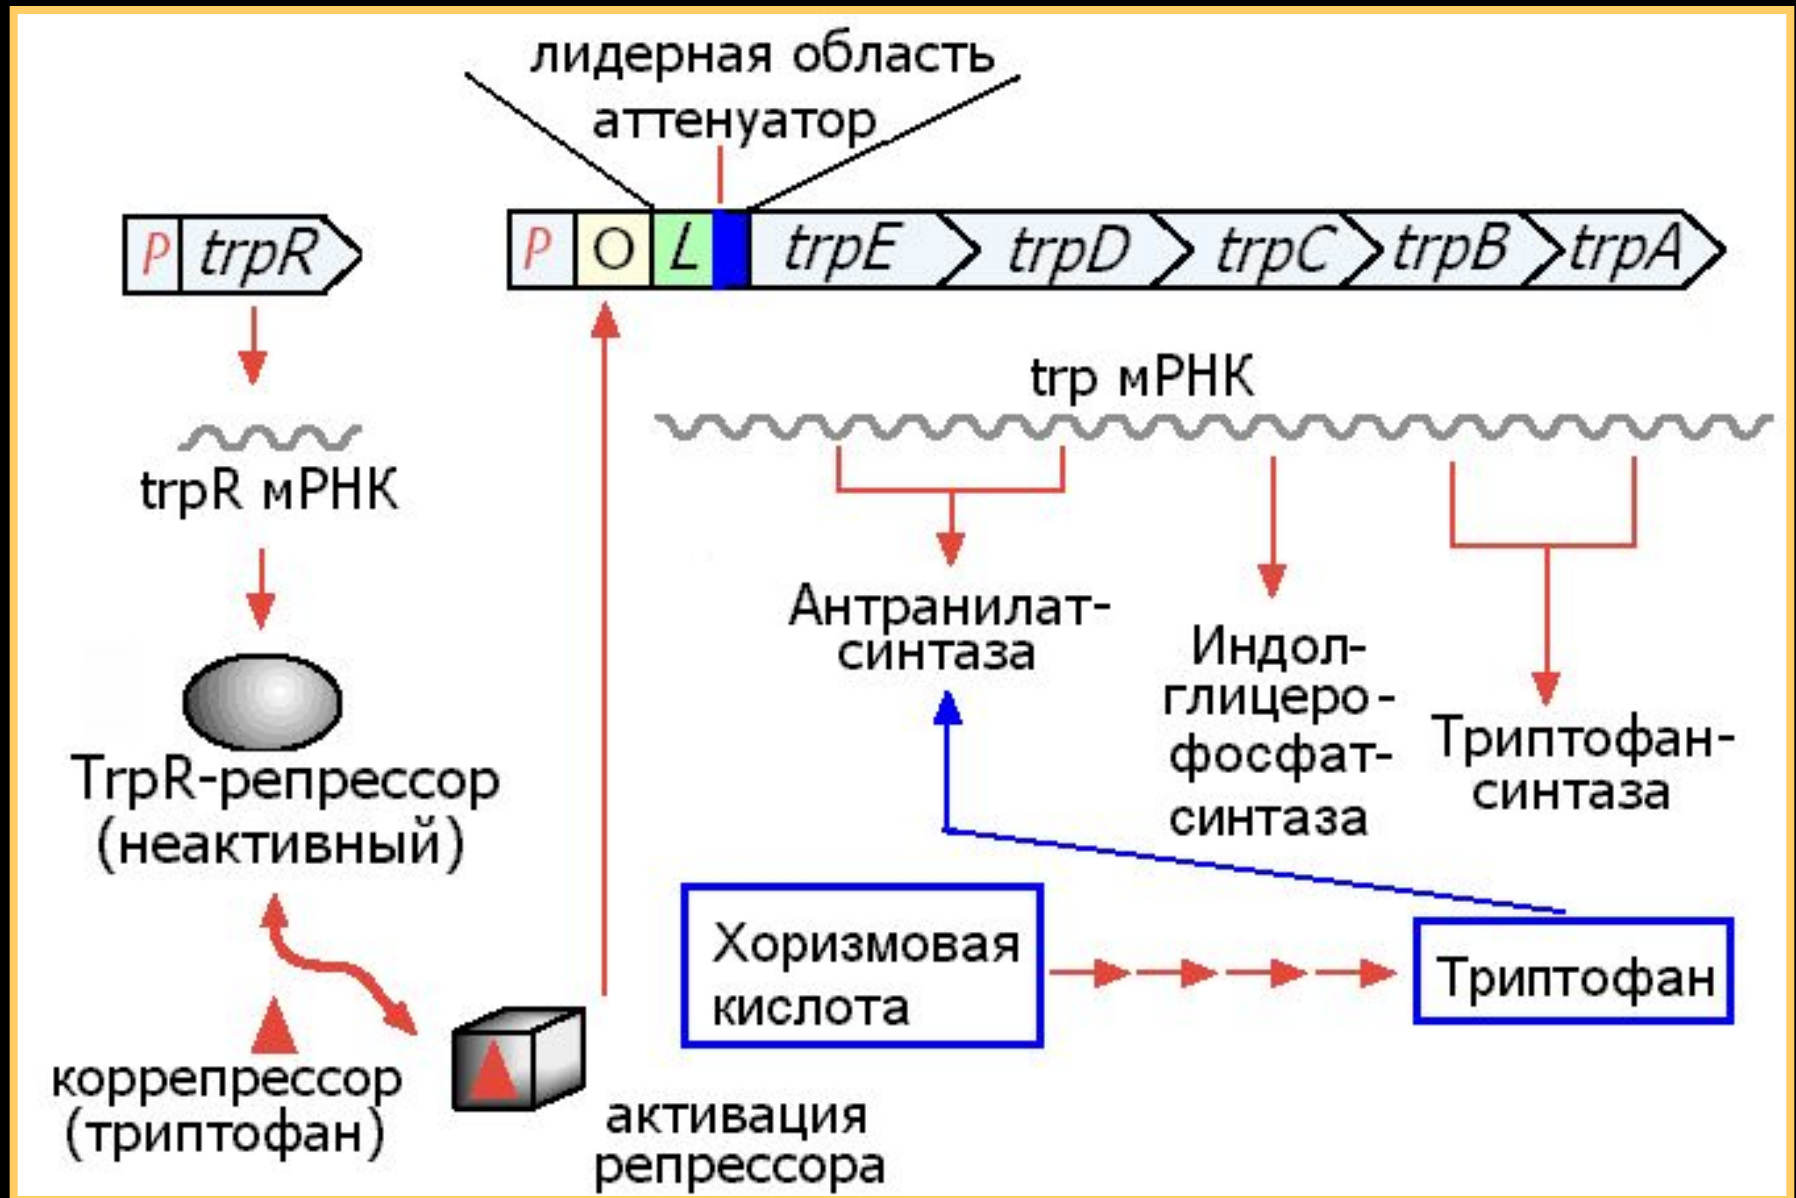 лидерная область
аттенуатор
P trpR
P O L trpE trpD trpC trpB trpA
trp мРНК
trpR мРНК
Антранилат-
синтаза
Индол-
глицеро-
фосфат-
синтаза
Триптофан-
синтаза
TrpR-репрессор
(неактивный)
Хоризмовая
кислота
Триптофан
коррепрессор
(триптофан)
активация
репрессора